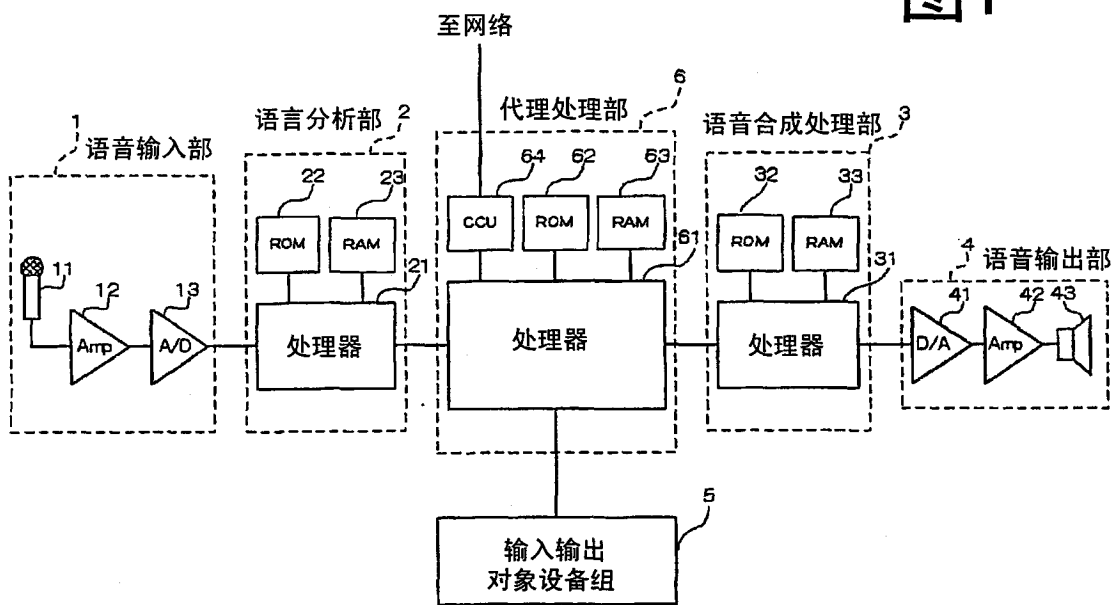 图1
至网络
代理处理部
6
语言分析部
2
语音合成处理部
3
1
语音输入部
22
23
64
62
63
32
33
ROM
RAM
CCU
ROM
RAM
ROM
RAM
21
61
31
4
语音输出部
11
12
13
41
42
43
Amp
A/D
处理器
处理器
处理器
D/A
Amp
5
输入输出
对象设备组